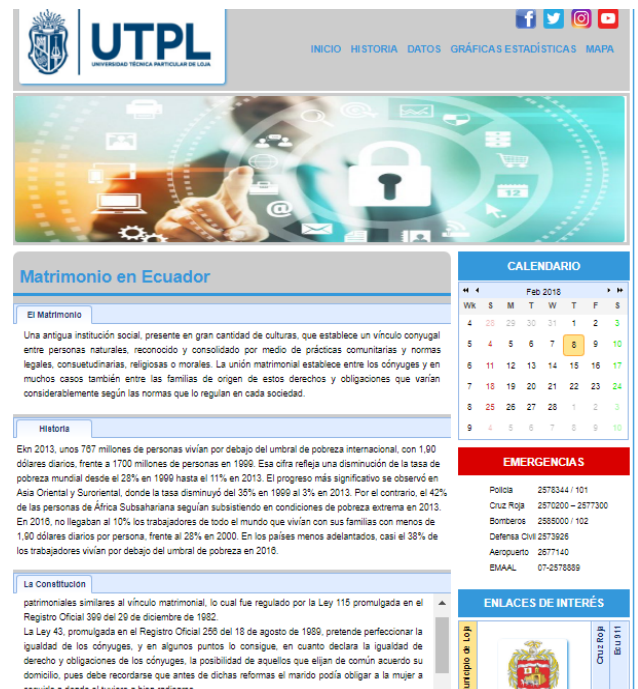 UTPL
UNIVERSIDAD TÉCNICA PARTICULAR DE LOJA
INICIO HISTORIA DATOS GRÁFICAS ESTADÍSTICAS MAPA
Matrimonio en Ecuador
El Matrimonio
Una antigua institución social, presente en gran cantidad de culturas, que establece un vínculo conyugal
entre personas naturales, reconocido y consolidado por medio de prácticas comunitarias y normas
legales, consuetudinarias, religiosas o morales. La unión matrimonial establece entre los cónyuges y en
muchos casos también entre las familias de origen de estos derechos y obligaciones que varían
considerablemente según las normas que lo regulan en cada sociedad.
Historia
Ekn 2013, unos 767 millones de personas vivían por debajo del umbral de pobreza internacional, con 1,90
dólares diarios, frente a 1700 millones de personas en 1999. Esa cifra refleja una disminución de la tasa de
pobreza mundial desde el 28% en 1999 hasta el 11% en 2013. El progreso más significativo se observó en
Asia Oriental y Suroriental, donde la tasa disminuyó del 35% en 1999 al 3% en 2013. Por el contrario, el 42%
de las personas de África Subsahariana seguían subsistiendo en condiciones de pobreza extrema en 2013.
En 2016, no llegaban al 10% los trabajadores de todo el mundo que vivían con sus familias con menos de
1,90 dólares diarios por persona, frente al 28% en 2000. En los países menos adelantados, casi el 38% de
los trabajadores vivían por debajo del umbral de pobreza en 2016.
La Constitución
patrimoniales similares al vínculo matrimonial, lo cual fue regulado por la Ley 115 promulgada en el
Registro Oficial 399 del 29 de diciembre de 1982.
La Ley 43, promulgada en el Registro Oficial 256 del 18 de agosto de 1989, pretende perfeccionar la
igualdad de los cónyuges, y en algunos puntos lo consigue, en cuanto declara la igualdad de
derecho y obligaciones de los cónyuges, la posibilidad de aquellos que elijan de común acuerdo su
domicilio, pues debe recordarse que antes de dichas reformas el marido podía obligar a la mujer a
CALENDARIO
Feb 2018
Wk S M T W T F S
4 28 29 30 31 1 2 3
5 4 5 6 7 8 9 10
6 11 12 13 14 15 16 17
7 18 19 20 21 22 23 24
8 25 26 27 28 1 2 3
9 4 5 6 7 8 9 10
EMERGENCIAS
Policia 2578344 / 101
Cruz Roja 2570200 – 2577300
Bomberos 2585000 / 102
Defensa Civil 2573926
Aeropuerto 2677140
EMAAL 07-2578889
ENLACES DE INTERÉS
Cruz Roja
Ecu 911